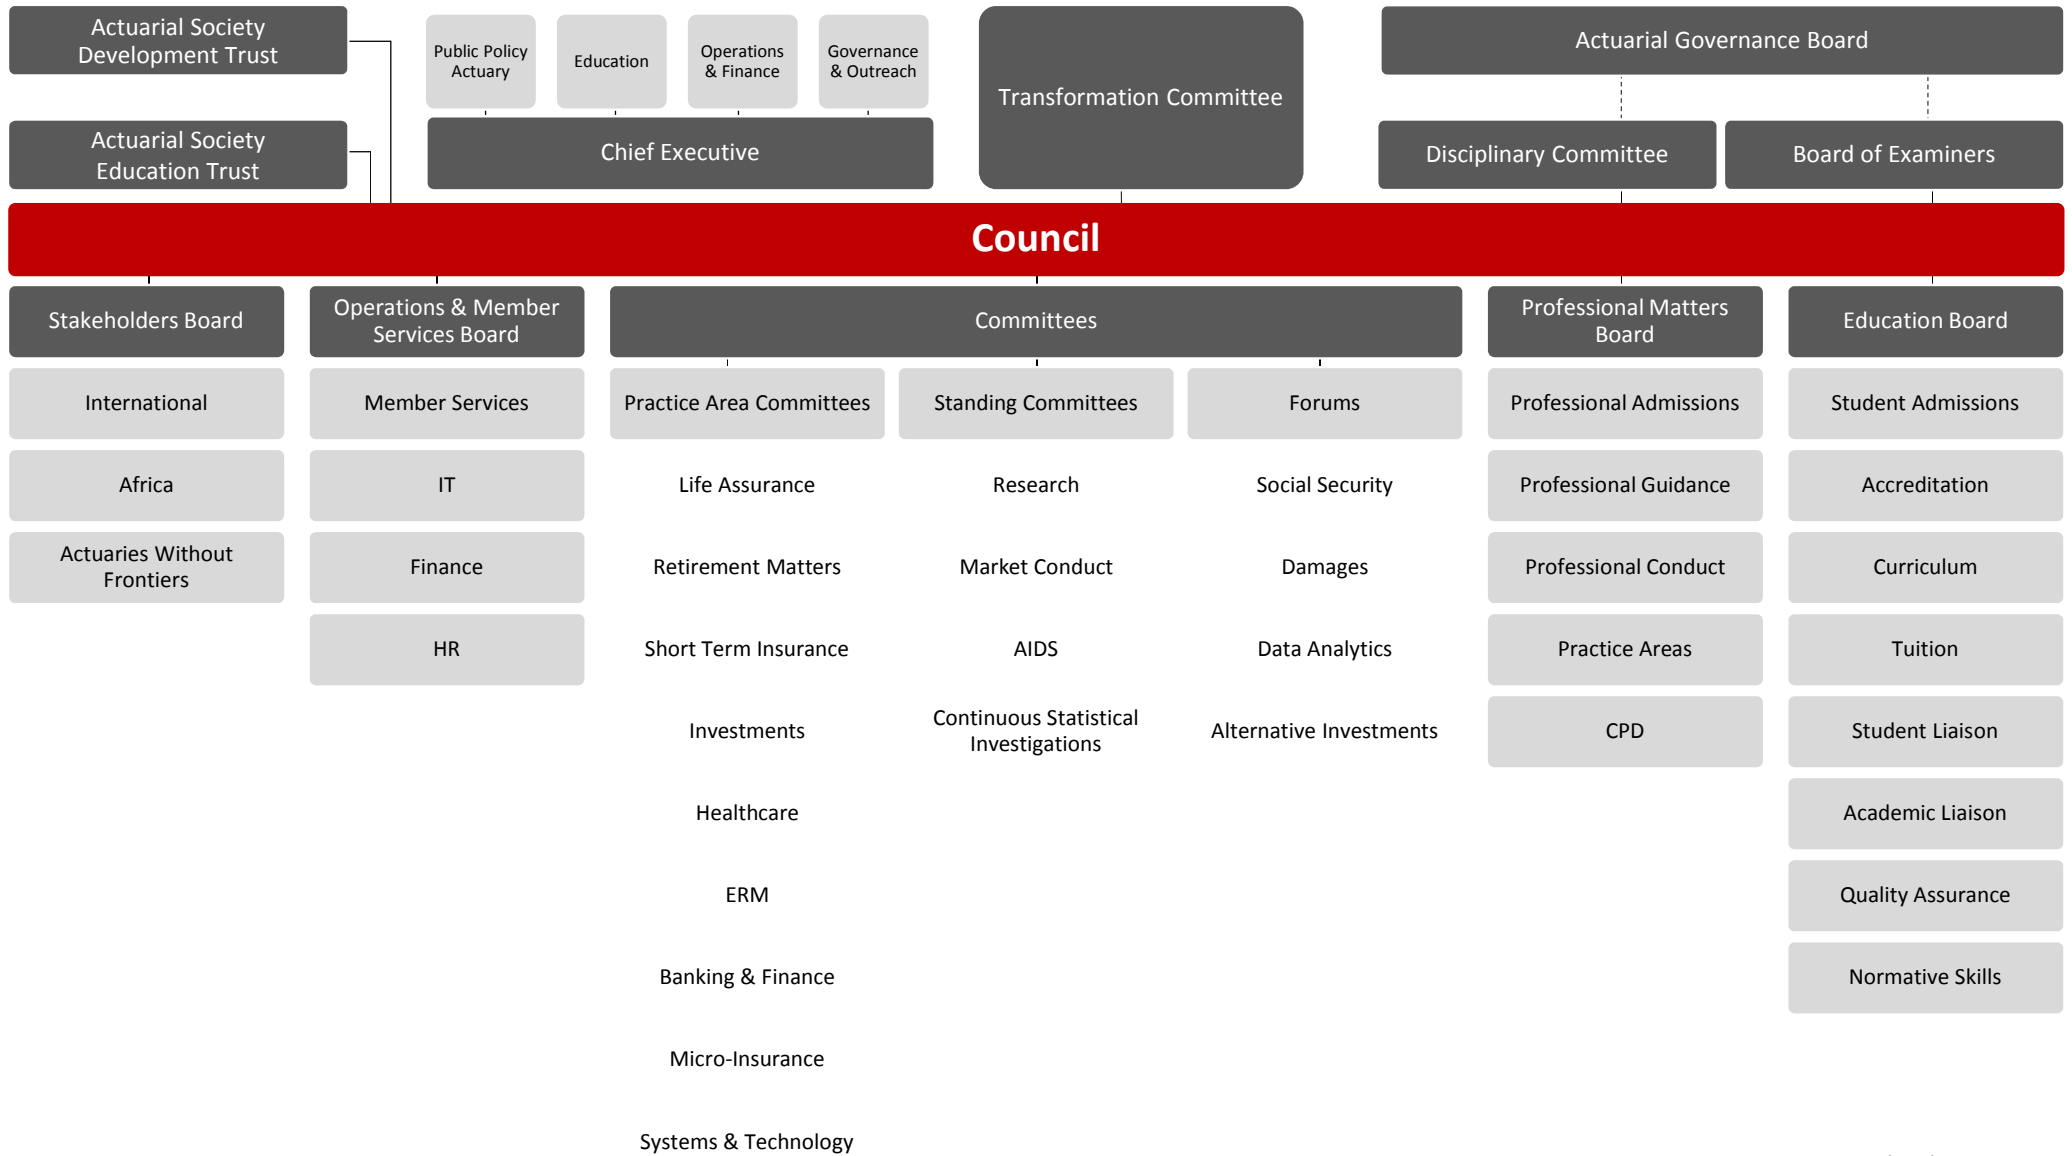 Actuarial Society
Development Trust
Public Policy
Actuary
Education
Operations
& Finance
Governance
& Outreach
Transformation Committee
Actuarial Governance Board
Actuarial Society
Education Trust
Chief Executive
Disciplinary Committee
Board of Examiners
Council
Stakeholders Board
International
Africa
Actuaries Without
Frontiers
Operations & Member
Services Board
Member Services
IT
Finance
HR
Committees
Practice Area Committees
Life Assurance
Retirement Matters
Short Term Insurance
Investments
Healthcare
ERM
Banking & Finance
Micro-Insurance
Systems & Technology
Standing Committees
Research
Market Conduct
AIDS
Continuous Statistical
Investigations
Forums
Social Security
Damages
Data Analytics
Alternative Investments
Professional Matters
Board
Professional Admissions
Professional Guidance
Professional Conduct
Practice Areas
CPD
Education Board
Student Admissions
Accreditation
Curriculum
Tuition
Student Liaison
Academic Liaison
Quality Assurance
Normative Skills